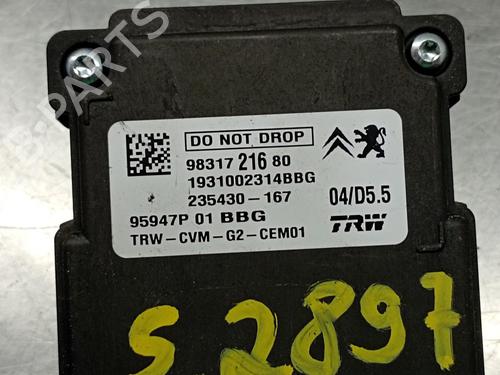 B-PARTS
DO NOT DROP
98317 216 80
1931002314BBG
235430-167
04/D5.5
95947P 01 BBG
TRW
TRW-CVM-G2-CEM01
S 2897